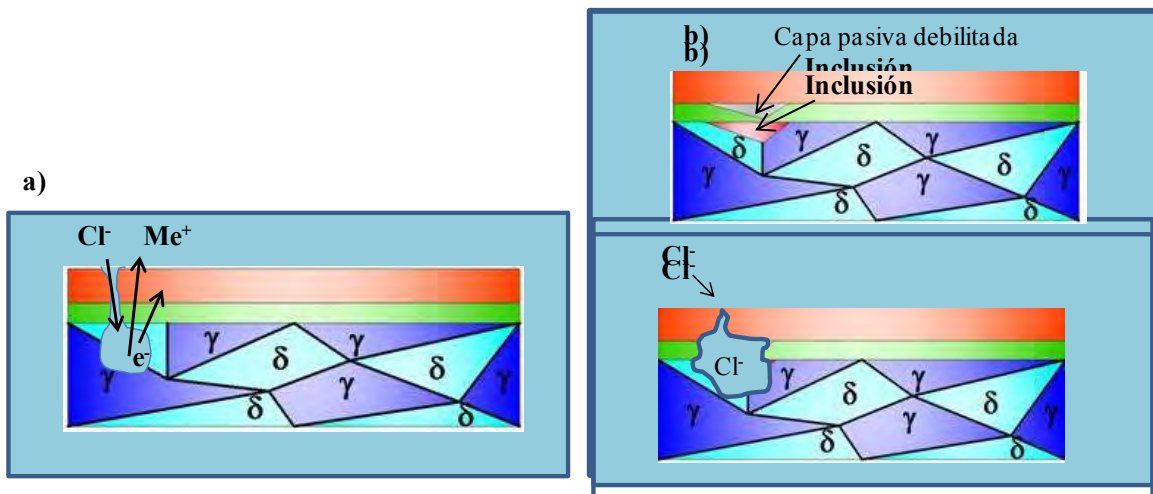 a)
Cl⁻ Me⁺
e⁻
γ γ δ γ δ γ
γ δ δ
b)
b)
Capa pasiva debilitada
Inclusión
Inclusión
δ γ γ
γ δ δ γ
γ
δ δ
Cl⁻
Cl⁻
Cl⁻
γ γ
γ δ δ γ
γ
δ δ